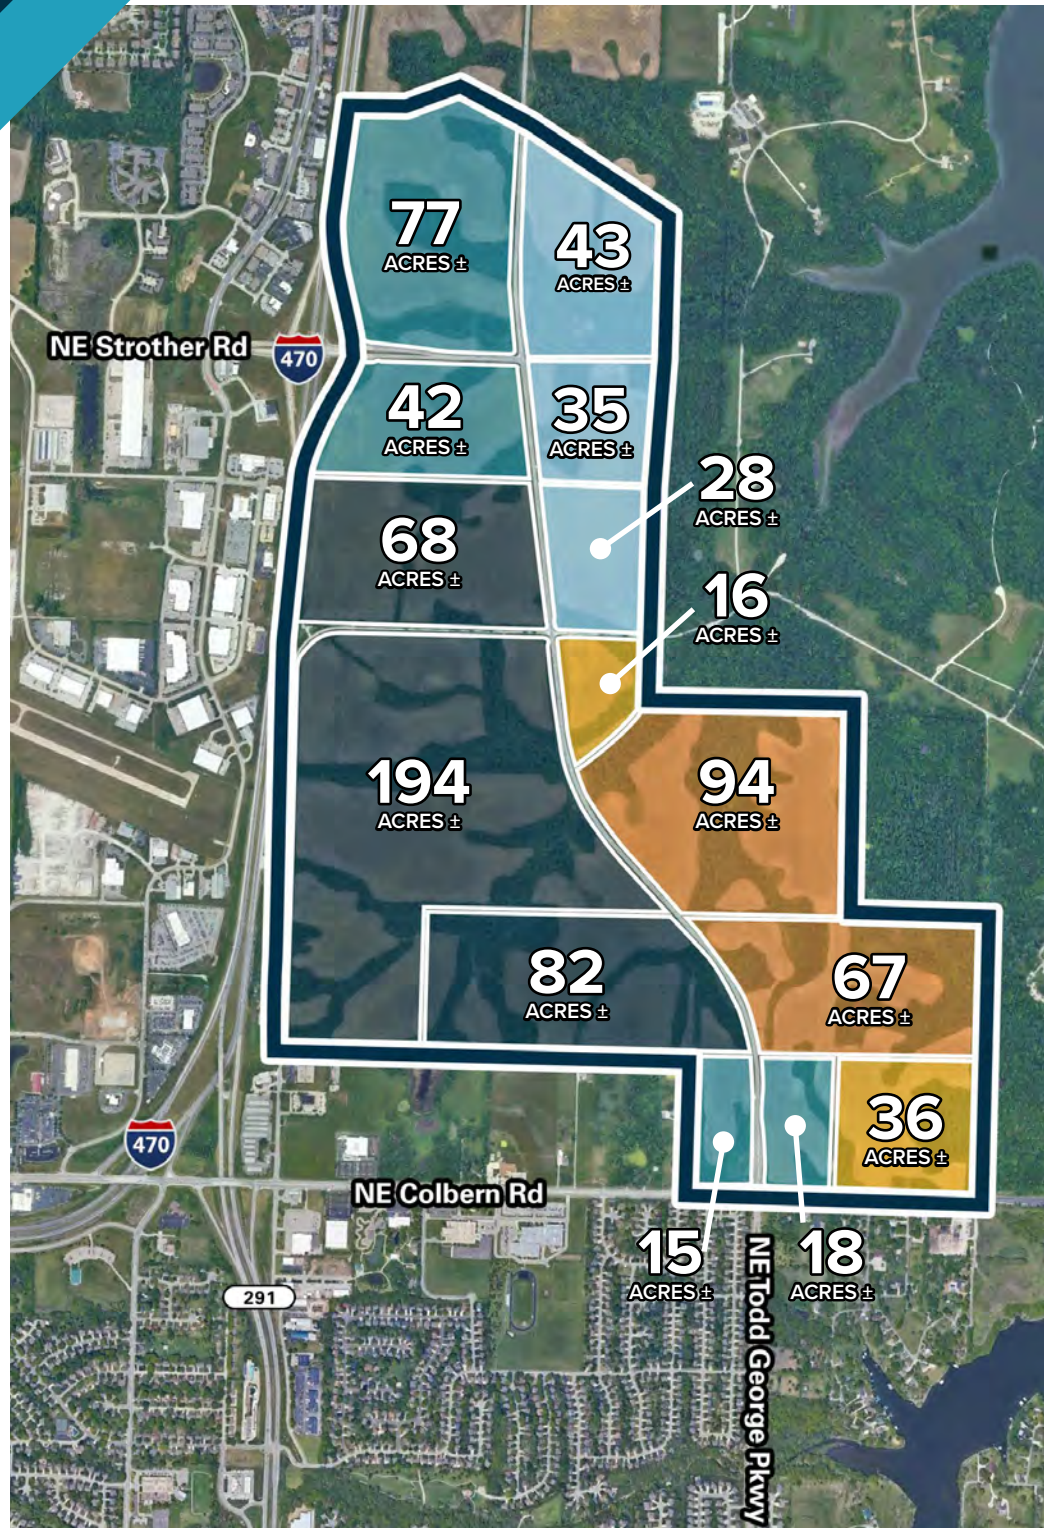 77
ACRES ±
43
ACRES ±
NE Strother Rd
470
42
ACRES ±
35
ACRES ±
28
ACRES ±
68
ACRES ±
16
ACRES ±
194
ACRES ±
94
ACRES ±
82
ACRES ±
67
ACRES ±
36
ACRES ±
470
NE Colbern Rd
15
ACRES ±
18
ACRES ±
NE Todd George Pkwy
291